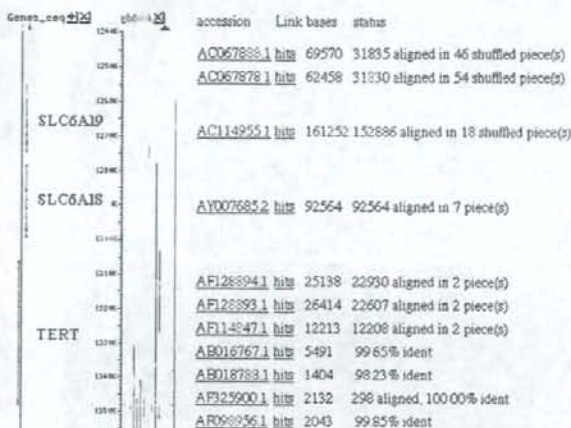 Genes_seq
accession Link bases status
AC067888.1 hits 69570 31835 aligned in 46 shuffled piece(s)
AC067878.1 hits 62458 31830 aligned in 54 shuffled piece(s)
SLC6A19
AC114955.1 hits 161252 152886 aligned in 18 shuffled piece(s)
SLC6A18
AY007685.2 hits 92564 92564 aligned in 7 piece(s)
AF128894.1 hits 25138 22930 aligned in 2 piece(s)
AF128893.1 hits 26414 22607 aligned in 2 piece(s)
TERT
AF114847.1 hits 12213 12208 aligned in 2 piece(s)
AB016767.1 hits 5491 99.65% ident
AB018788.1 hits 1404 98.23% ident
AF325900.1 hits 2132 298 aligned, 100.00% ident
AF098956.1 hits 2043 99.85% ident